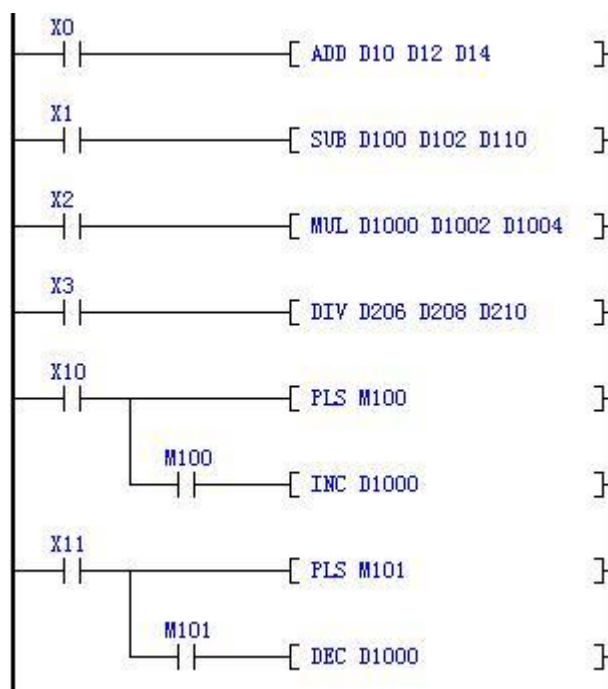 X0
ADD D10 D12 D14
X1
SUB D100 D102 D110
X2
MUL D1000 D1002 D1004
X3
DIV D206 D208 D210
X10
PLS M100
M100
INC D1000
X11
PLS M101
M101
DEC D1000